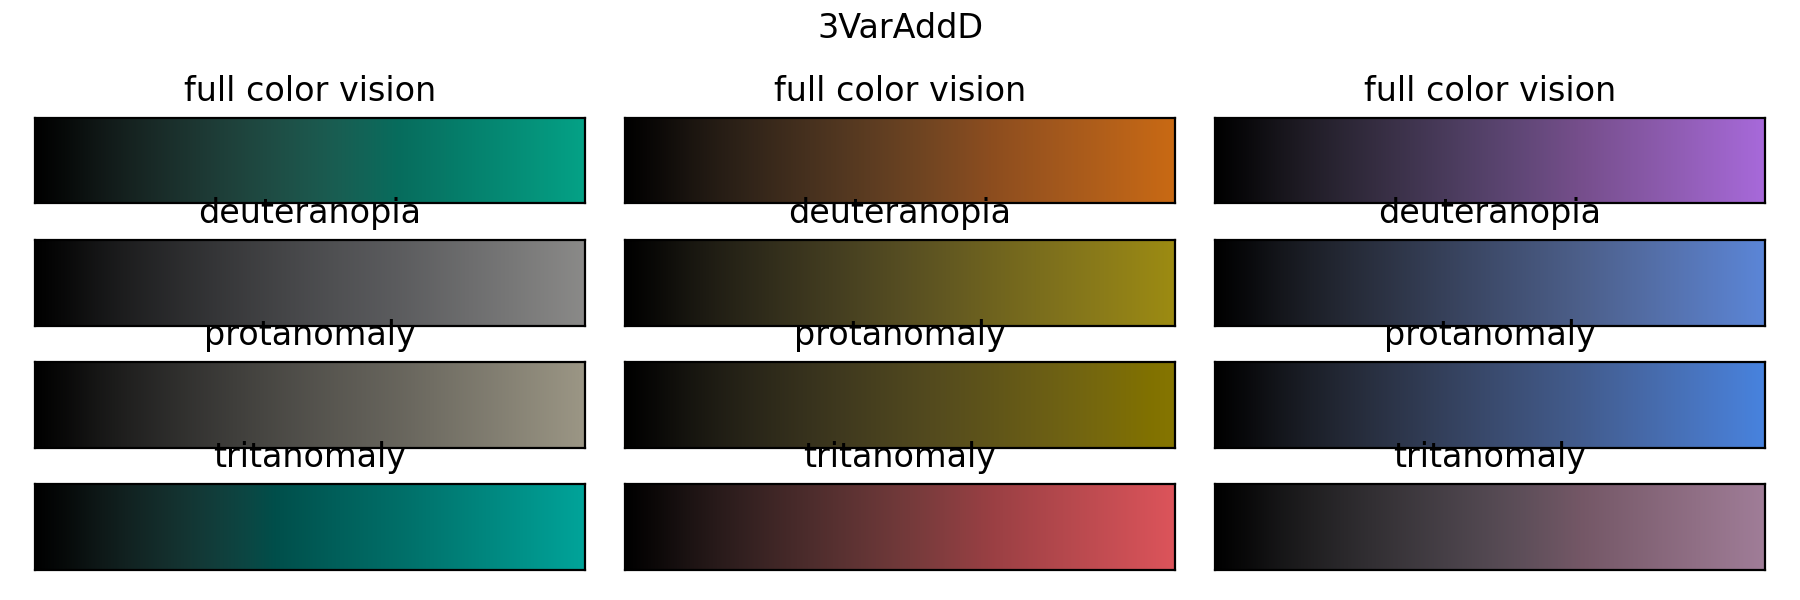 3VarAddD
full color vision full color vision full color vision
deuteranopia deuteranopia deuteranopia
protanomaly protanomaly protanomaly
tritanomaly tritanomaly tritanomaly